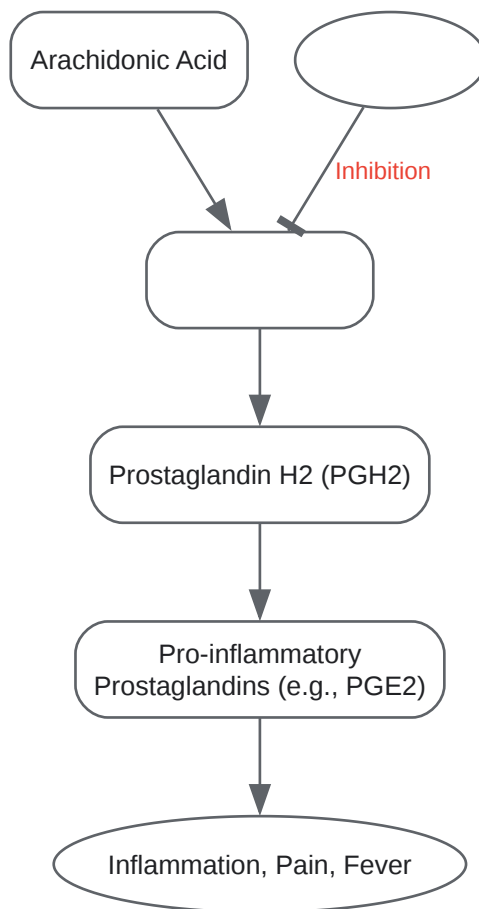 Arachidonic Acid
Inhibition
Prostaglandin H2 (PGH2)
Pro-inflammatory
Prostaglandins (e.g., PGE2)
Inflammation, Pain, Fever